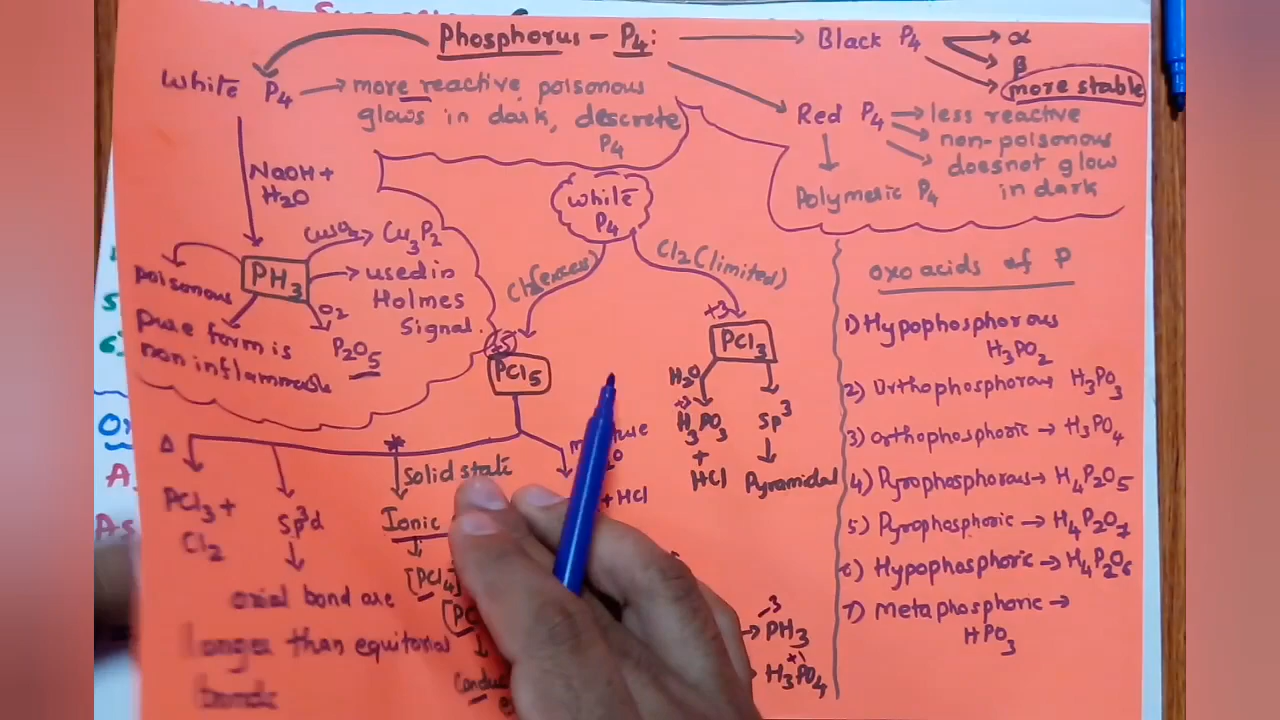 Phosphorus - P4:
Black P4
α
β
more stable
White P4
more reactive poisonous
glows in dark, descrete
P4
Red P4
less reactive
non-poisonous
doesnot glow
in dark
Polymeric P4
NaOH +
H2O
PH3
Cu3P2
used in
Holmes
Signal.
O2
P2O5
poisonous
pure form is
non inflammable
white
P4
Cl2(excess)
Cl2(limited)
+5
PCl5
+3
PCl3
H2O
+3
H3PO3
+
HCl
sp3
Pyramidal
Δ
PCl3 +
Cl2
sp3d
axial bond are
longer than equitorial
bonds
*
solid state
Ionic
[PCl4]
+ HCl
-3
PH3
H3PO4
oxoacids of P
1) Hypophosphorous
H3PO2
2) Orthophosphorous H3PO3
3) orthophosphoric → H3PO4
4) Pyrophosphorous → H4P2O5
5) Pyrophosphoric → H4P2O7
6) Hypophosphoric → H4P2O6
7) metaphosphoric →
HPO3